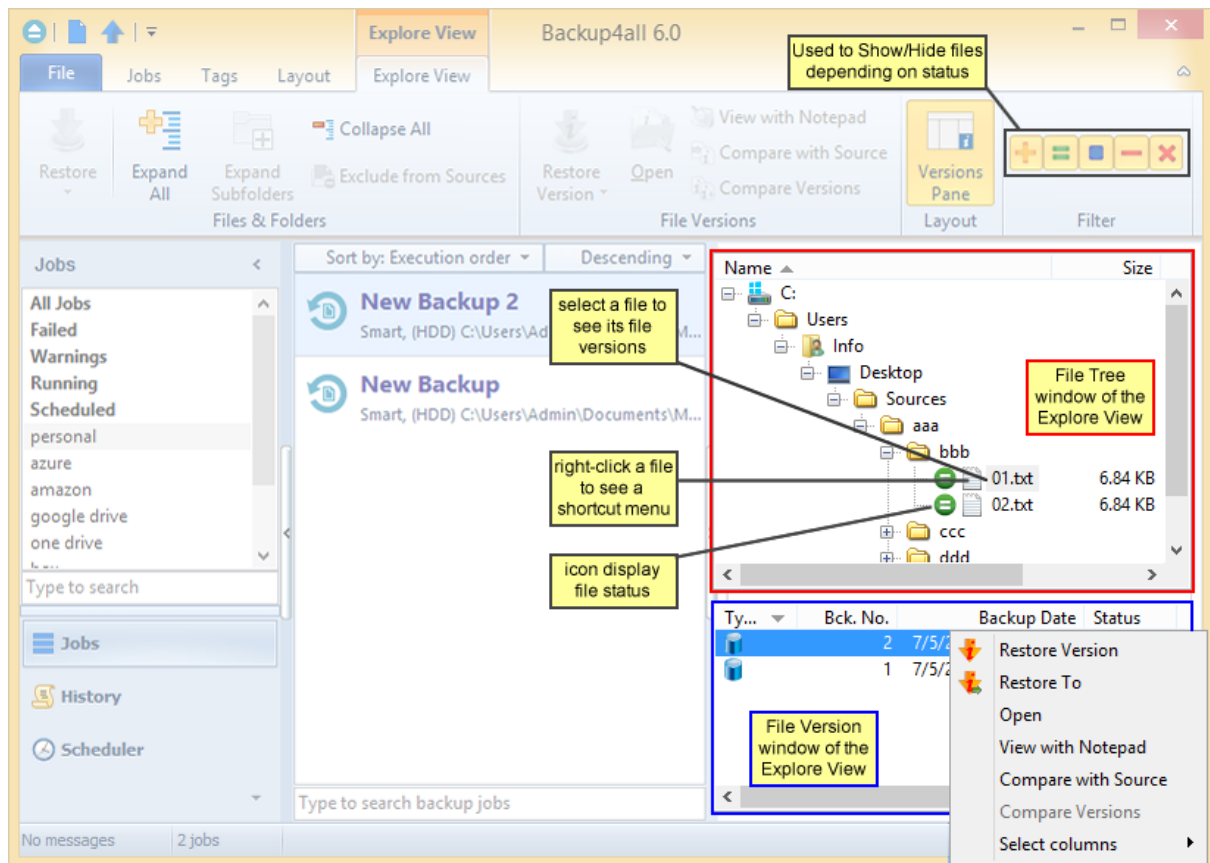 Explore View
Backup4all 6.0
File
Jobs
Tags
Layout
Explore View
Used to Show/Hide files
depending on status
Restore
Expand
All
Expand
Subfolders
Collapse All
Exclude from Sources
Files & Folders
Restore
Version
Open
View with Notepad
Compare with Source
Compare Versions
File Versions
Versions
Pane
Layout
Filter
Jobs
All Jobs
Failed
Warnings
Running
Scheduled
personal
azure
amazon
google drive
one drive
Type to search
Jobs
History
Scheduler
Sort by: Execution order
Descending
New Backup 2
Smart, (HDD) C:\Users\Ad
M...
New Backup
Smart, (HDD) C:\Users\Admin\Documents\M...
select a file to
see its file
versions
right-click a file
to see a
shortcut menu
icon display
file status
Type to search backup jobs
Name
Size
C:
Users
Info
Desktop
Sources
aaa
bbb
01.txt 6.84 KB
02.txt 6.84 KB
ccc
ddd
File Tree
window of the
Explore View
Ty... Bck. No. Backup Date Status
2 7/5/2
1 7/5/2
File Version
window of the
Explore View
Restore Version
Restore To
Open
View with Notepad
Compare with Source
Compare Versions
Select columns
No messages
2 jobs